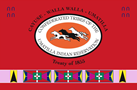 CAYUSE - WALLA WALLA - UMATILLA
CONFEDERATED TRIBES OF THE
UMATILLA INDIAN RESERVATION
Treaty of 1855